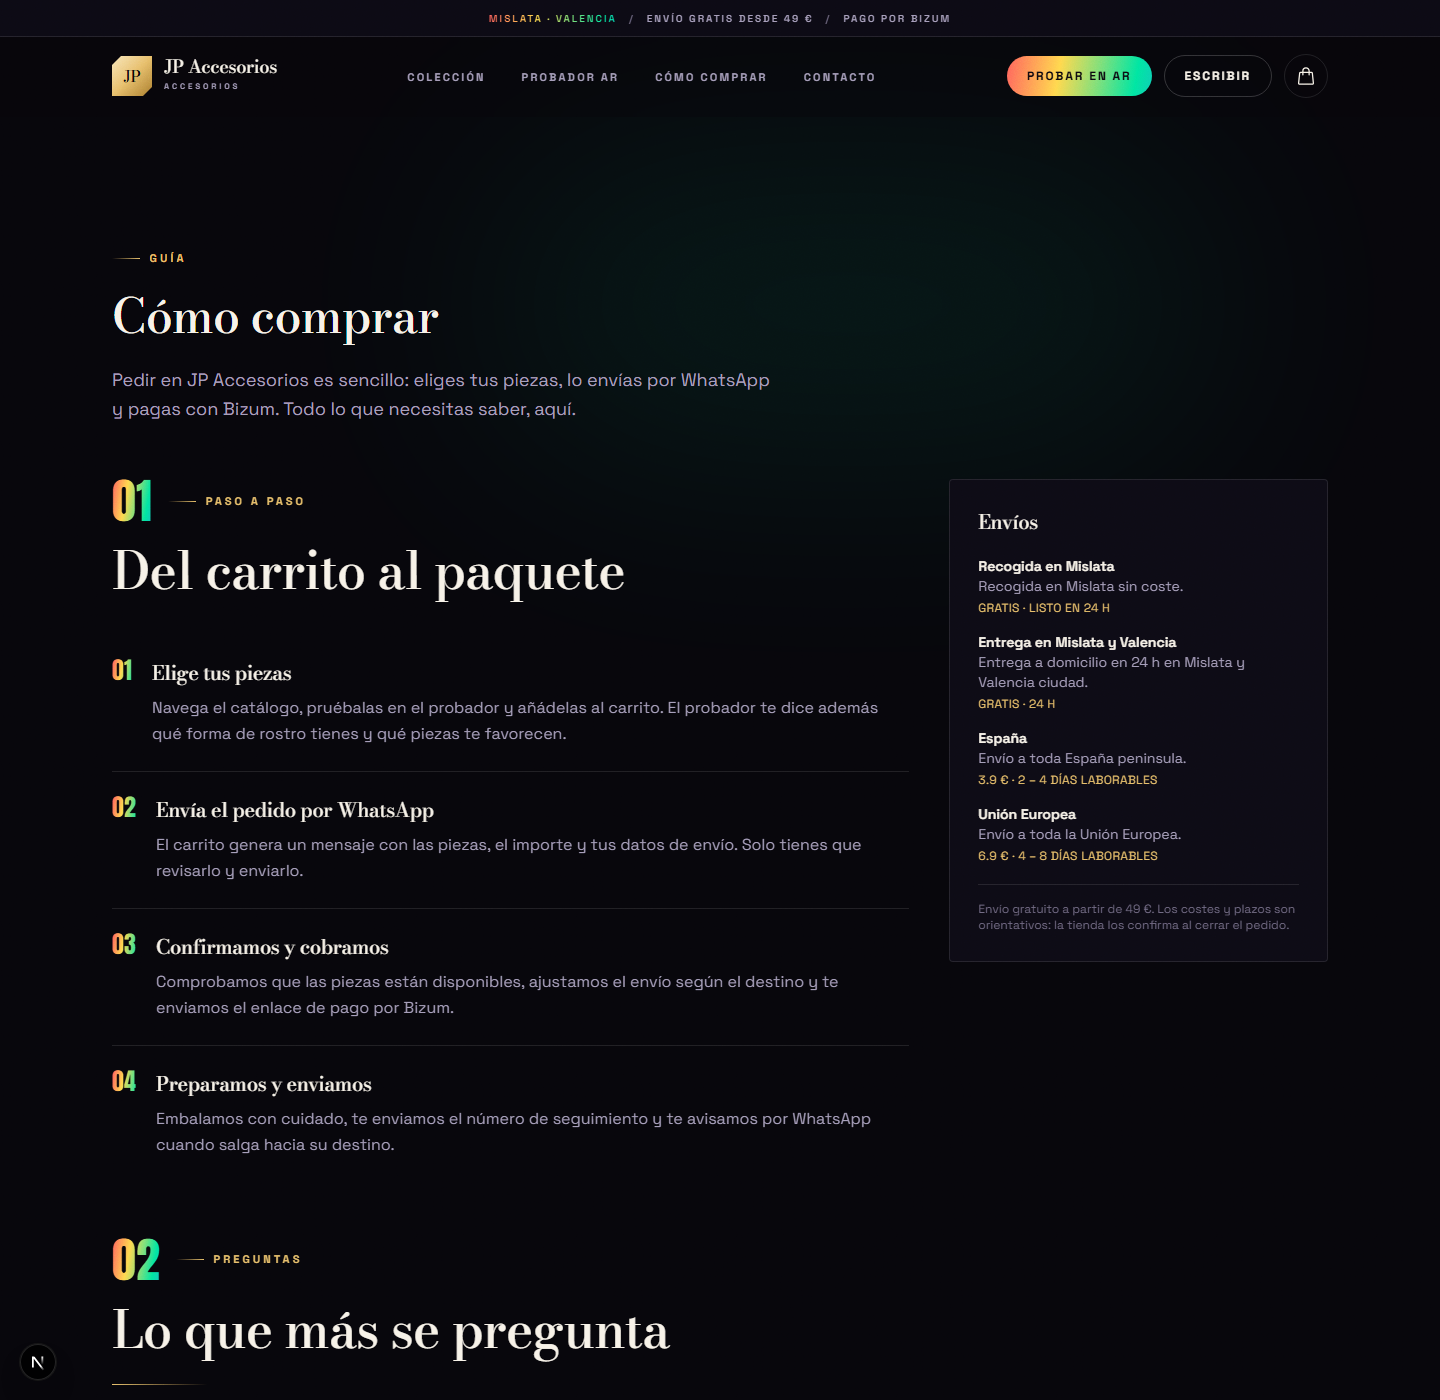 MISLATA · VALENCIA / ENVÍO GRATIS DESDE 49 € / PAGO POR BIZUM
JP
JP Accesorios
ACCESORIOS
COLECCIÓN
PROBADOR AR
CÓMO COMPRAR
CONTACTO
PROBAR EN AR
ESCRIBIR
GUÍA
Cómo comprar
Pedir en JP Accesorios es sencillo: eliges tus piezas, lo envías por WhatsApp
y pagas con Bizum. Todo lo que necesitas saber, aquí.
01 PASO A PASO
Del carrito al paquete
01 Elige tus piezas
Navega el catálogo, pruébalas en el probador y añádelas al carrito. El probador te dice además
qué forma de rostro tienes y qué piezas te favorecen.
02 Envía el pedido por WhatsApp
El carrito genera un mensaje con las piezas, el importe y tus datos de envío. Solo tienes que
revisarlo y enviarlo.
03 Confirmamos y cobramos
Comprobamos que las piezas están disponibles, ajustamos el envío según el destino y te
enviamos el enlace de pago por Bizum.
04 Preparamos y enviamos
Embalamos con cuidado, te enviamos el número de seguimiento y te avisamos por WhatsApp
cuando salga hacia su destino.
Envíos
Recogida en Mislata
Recogida en Mislata sin coste.
GRATIS · LISTO EN 24 H
Entrega en Mislata y Valencia
Entrega a domicilio en 24 h en Mislata y
Valencia ciudad.
GRATIS · 24 H
España
Envío a toda España peninsula.
3.9 € · 2 – 4 DÍAS LABORABLES
Unión Europea
Envío a toda la Unión Europea.
6.9 € · 4 – 8 DÍAS LABORABLES
Envío gratuito a partir de 49 €. Los costes y plazos son
orientativos: la tienda los confirma al cerrar el pedido.
02 PREGUNTAS
Lo que más se pregunta
N